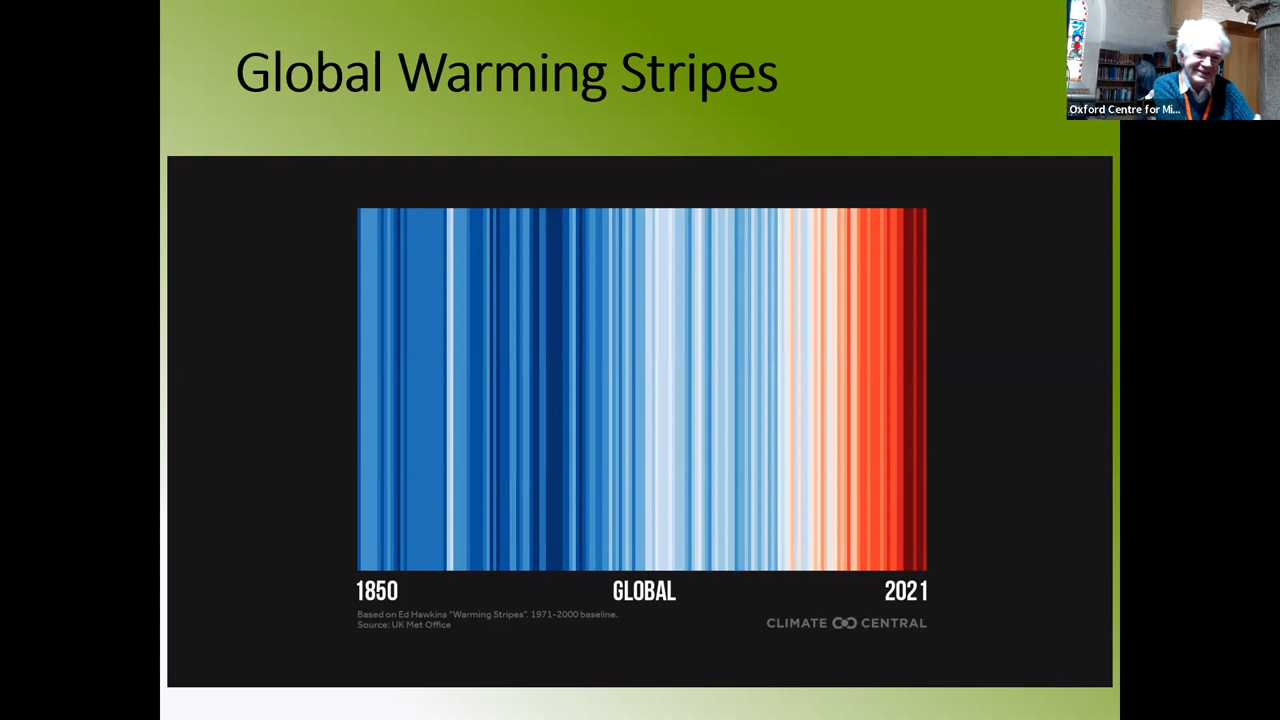 Global Warming Stripes
Oxford Centre for Mi...
1850 GLOBAL 2021
Based on Ed Hawkins "Warming Stripes". 1971-2000 baseline.
Source: UK Met Office
CLIMATE CENTRAL